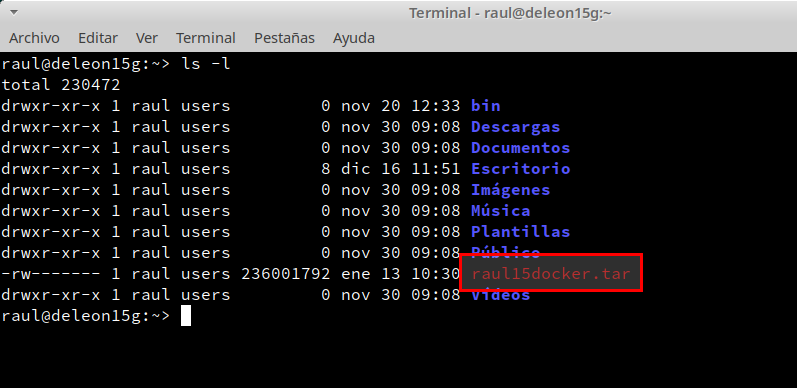 Terminal - raul@deleon15g:~
Archivo Editar Ver Terminal Pestañas Ayuda
raul@deleon15g:~> ls -l
total 230472
drwxr-xr-x 1 raul users 0 nov 20 12:33 bin
drwxr-xr-x 1 raul users 0 nov 30 09:08 Descargas
drwxr-xr-x 1 raul users 0 nov 30 09:08 Documentos
drwxr-xr-x 1 raul users 8 dic 16 11:51 Escritorio
drwxr-xr-x 1 raul users 0 nov 30 09:08 Imágenes
drwxr-xr-x 1 raul users 0 nov 30 09:08 Música
drwxr-xr-x 1 raul users 0 nov 30 09:08 Plantillas
drwxr-xr-x 1 raul users 0 nov 30 09:08 Público
-rw------- 1 raul users 236001792 ene 13 10:30 raul15docker.tar
drwxr-xr-x 1 raul users 0 nov 30 09:08 Vídeos
raul@deleon15g:~>